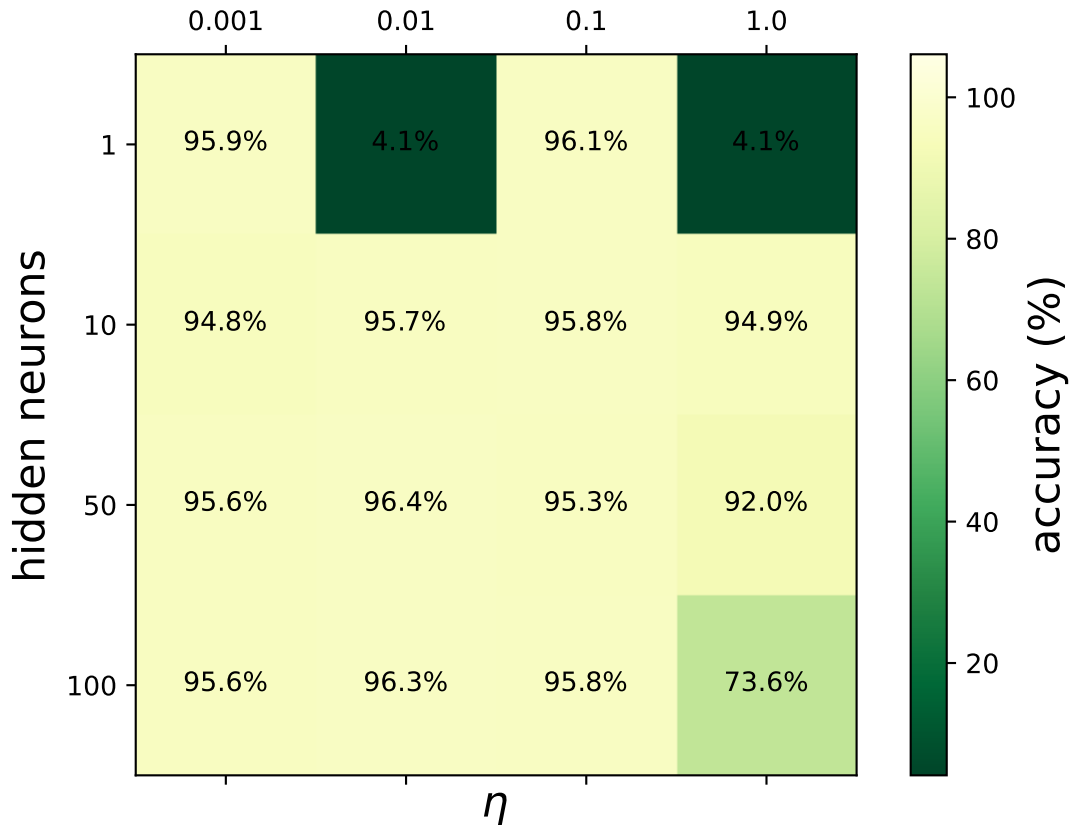 0.001 0.01 0.1 1.0
1 95.9% 4.1% 96.1% 4.1%
10 94.8% 95.7% 95.8% 94.9%
50 95.6% 96.4% 95.3% 92.0%
100 95.6% 96.3% 95.8% 73.6%
hidden neurons
η
100
80
60
40
20
accuracy (%)